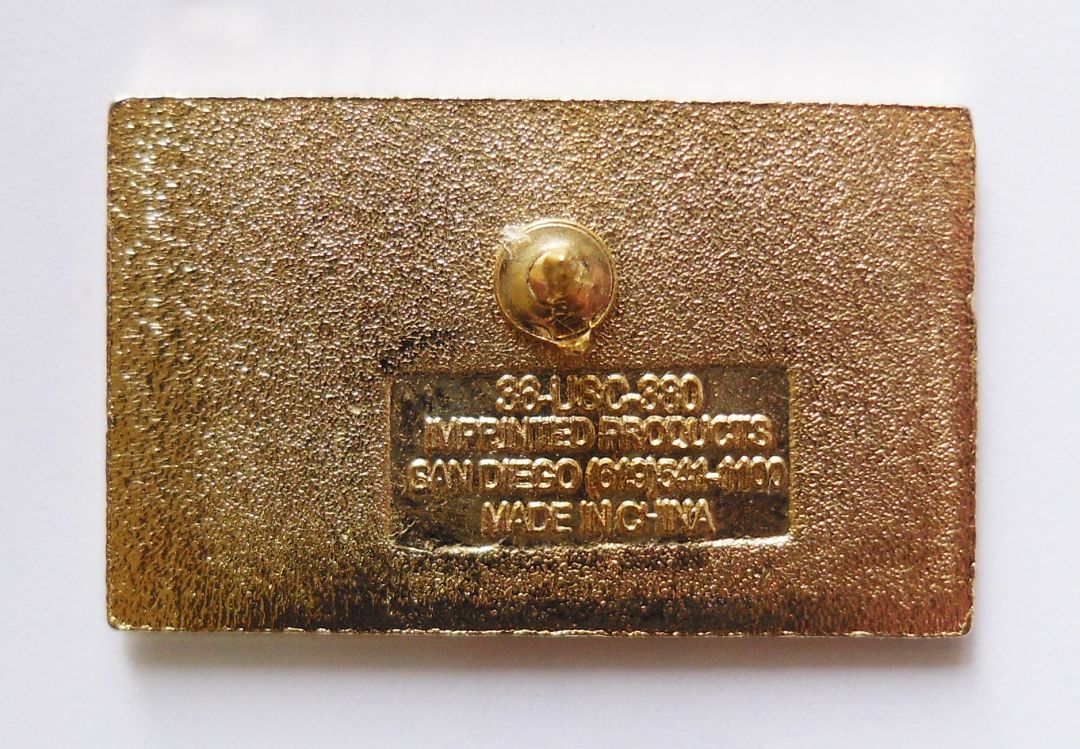 36-USC-380
IMPRINTED PRODUCTS
SAN DIEGO (619)541-1100
MADE IN CHINA